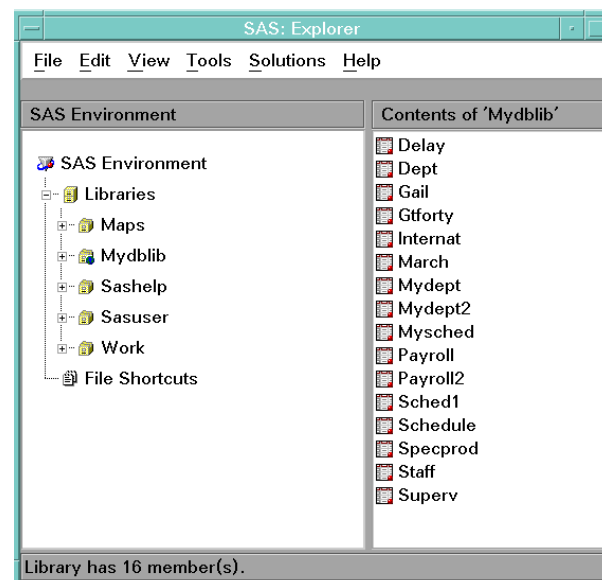 SAS: Explorer
File Edit View Tools Solutions Help
SAS Environment
SAS Environment
Libraries
Maps
Mydblib
Sashelp
Sasuser
Work
File Shortcuts
Contents of 'Mydblib'
Delay
Dept
Gail
Gtforty
Internat
March
Mydept
Mydept2
Mysched
Payroll
Payroll2
Sched1
Schedule
Specprod
Staff
Superv
Library has 16 member(s).